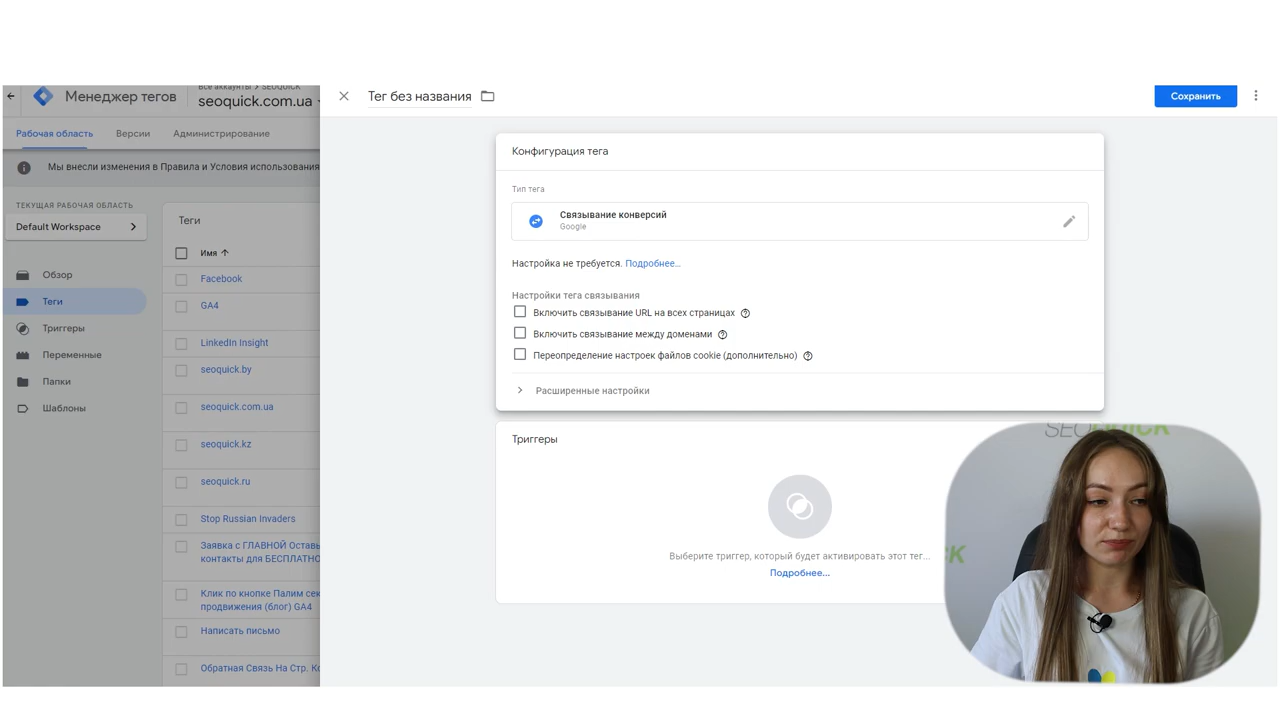 Все аккаунты > SEOQUICK
Менеджер тегов
seoquick.com.ua
Тег без названия
Сохранить
Рабочая область
Версии
Администрирование
Мы внесли изменения в Правила и Условия использования
ТЕКУЩАЯ РАБОЧАЯ ОБЛАСТЬ
Default Workspace
Обзор
Теги
Триггеры
Переменные
Папки
Шаблоны
Теги
Имя
Facebook
GA4
LinkedIn Insight
seoquick.by
seoquick.com.ua
seoquick.kz
seoquick.ru
Stop Russian Invaders
Заявка с ГЛАВНОЙ Оставь
контакты для БЕСПЛАТНО
Клик по кнопке Палим сек
продвижения (блог) GA4
Написать письмо
Обратная Связь На Стр. Ко
Конфигурация тега
Тип тега
Связывание конверсий
Google
Настройка не требуется. Подробнее...
Настройки тега связывания
Включить связывание URL на всех страницах
Включить связывание между доменами
Переопределение настроек файлов cookie (дополнительно)
Расширенные настройки
Триггеры
Выберите триггер, который будет активировать этот тег...
Подробнее...
SEOQUICK